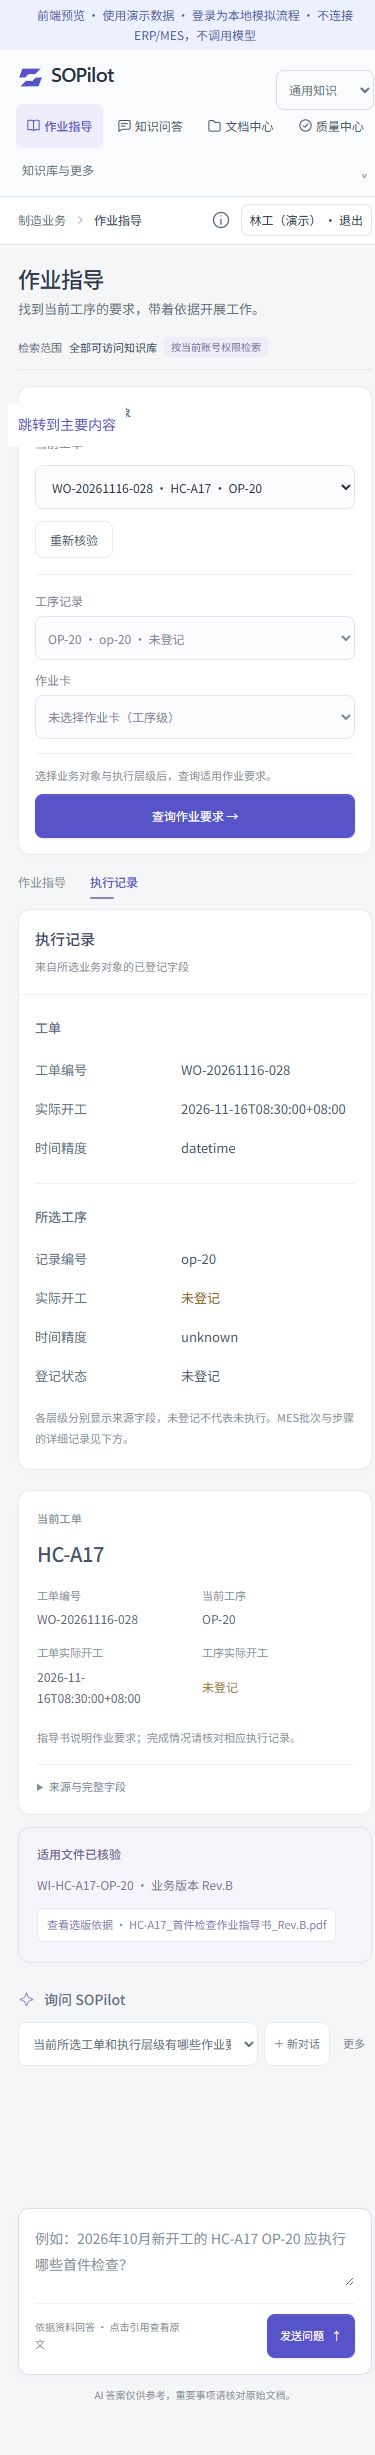 前端预览 · 使用演示数据 · 登录为本地模拟流程 · 不连接
ERP/MES，不调用模型
SOPilot
通用知识
作业指导 知识问答 文档中心 质量中心
知识库与更多
制造业务 作业指导 林工（演示） · 退出
作业指导
找到当前工序的要求，带着依据开展工作。
检索范围 全部可访问知识库 按当前账号权限检索
跳转到主要内容
WO-20261116-028 · HC-A17 · OP-20
重新核验
工序记录
OP-20 · op-20 · 未登记
作业卡
未选择作业卡（工序级）
选择业务对象与执行层级后，查询适用作业要求。
查询作业要求 →
作业指导 执行记录
执行记录
来自所选业务对象的已登记字段
工单
工单编号 WO-20261116-028
实际开工 2026-11-16T08:30:00+08:00
时间精度 datetime
所选工序
记录编号 op-20
实际开工 未登记
时间精度 unknown
登记状态 未登记
各层级分别显示来源字段，未登记不代表未执行。MES批次与步骤
的详细记录见下方。
当前工单
HC-A17
工单编号 当前工序
WO-20261116-028 OP-20
工单实际开工 工序实际开工
2026-11-
16T08:30:00+08:00 未登记
指导书说明作业要求；完成情况请核对相应执行记录。
▶ 来源与完整字段
适用文件已核验
WI-HC-A17-OP-20 · 业务版本 Rev.B
查看选版依据 · HC-A17_首件检查作业指导书_Rev.B.pdf
询问 SOPilot
当前所选工单和执行层级有哪些作业 ＋ 新对话 更多
例如：2026年10月新开工的 HC-A17 OP-20 应执行
哪些首件检查？
依据资料回答 · 点击引用查看原
文
发送问题 ↑
AI 答案仅供参考，重要事项请核对原始文档。